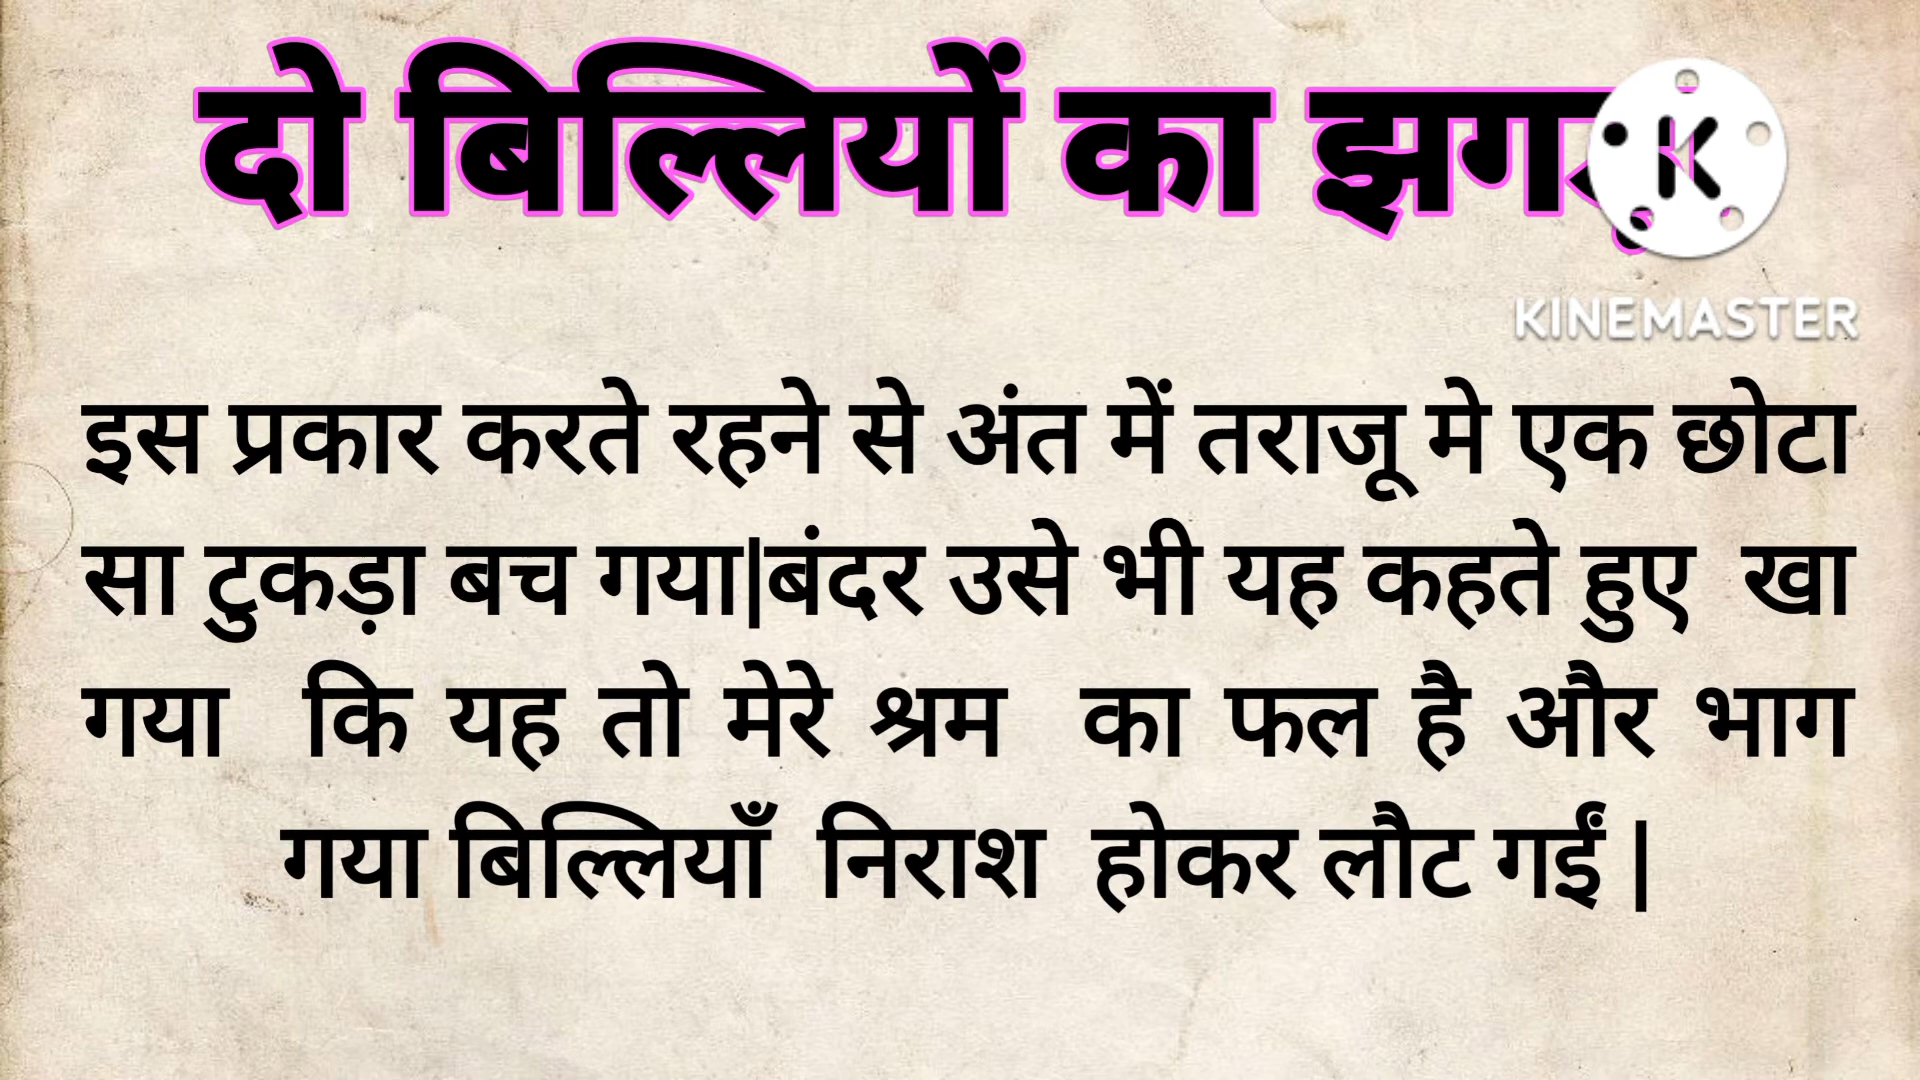 दो बिल्लियों का
K
KINEMASTER
इस प्रकार करते रहने से अंत में तराजू मे एक छोटा
सा टुकड़ा बच गया|बंदर उसे भी यह कहते हुए खा
गया कि यह तो मेरे श्रम का फल है और भाग
गया बिल्लियाँ निराश होकर लौट गईं |